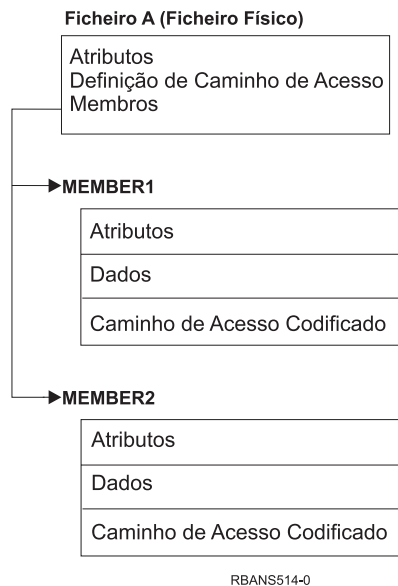 Ficheiro A (Ficheiro Físico)
Atributos
Definição de Caminho de Acesso
Membros
MEMBER1
Atributos
Dados
Caminho de Acesso Codificado
MEMBER2
Atributos
Dados
Caminho de Acesso Codificado
RBANS514-0